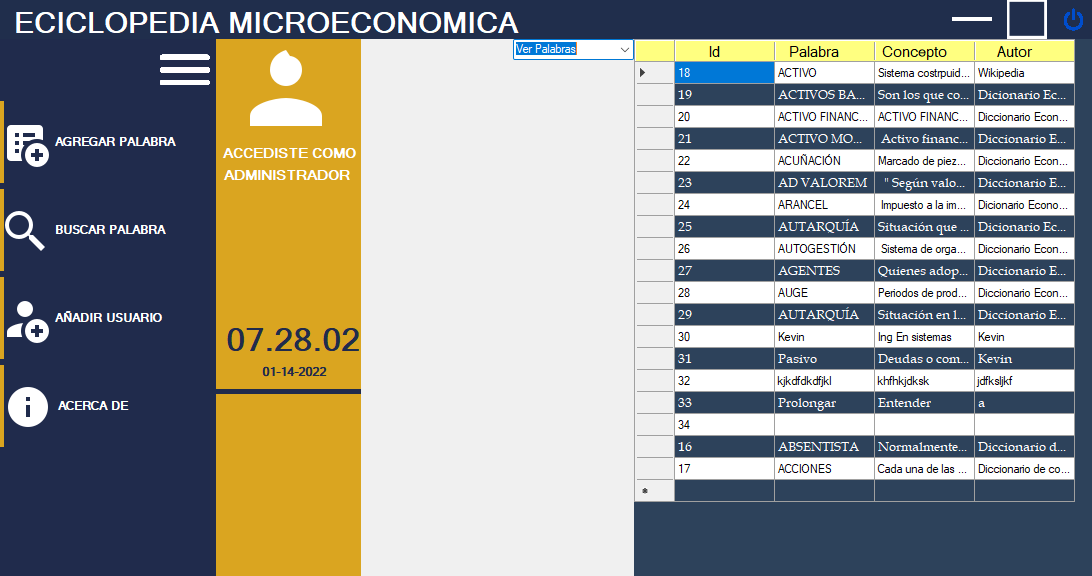 ECICLOPEDIA MICROECONOMICA
AGREGAR PALABRA
BUSCAR PALABRA
AÑADIR USUARIO
ACERCA DE
ACCEDISTE COMO
ADMINISTRADOR
07.28.02
01-14-2022
Ver Palabras
Id Palabra Concepto Autor
18 ACTIVO Sistema costrpuid... Wikipedia
19 ACTIVOS BA... Son los que co... Dicionario Ec...
20 ACTIVO FINANC... ACTIVO FINANC... Diccionario Econ...
21 ACTIVO MO... Activo financ... Diccionario E...
22 ACUÑACIÓN Marcado de piez... Diccionario Econ...
23 AD VALOREM " Según valo... Diccionario E...
24 ARANCEL Impuesto a la im... Dicionario Econo...
25 AUTARQUÍA Situación que ... Dicionario Ec...
26 AUTOGESTIÓN Sistema de orga... Diccionario Econ...
27 AGENTES Quienes adop... Diccionario E...
28 AUGE Periodos de prod... Diccionario Econ...
29 AUTARQUÍA Situación en l... Diccionario E...
30 Kevin Ing En sistemas Kevin
31 Pasivo Deudas o com... Kevin
32 kjkdfdkdfjkl khfhkjdksk jdfksljkf
33 Prolongar Entender a
34
16 ABSENTISTA Normalmente... Diccionario d...
17 ACCIONES Cada una de las ... Diccionario de co...